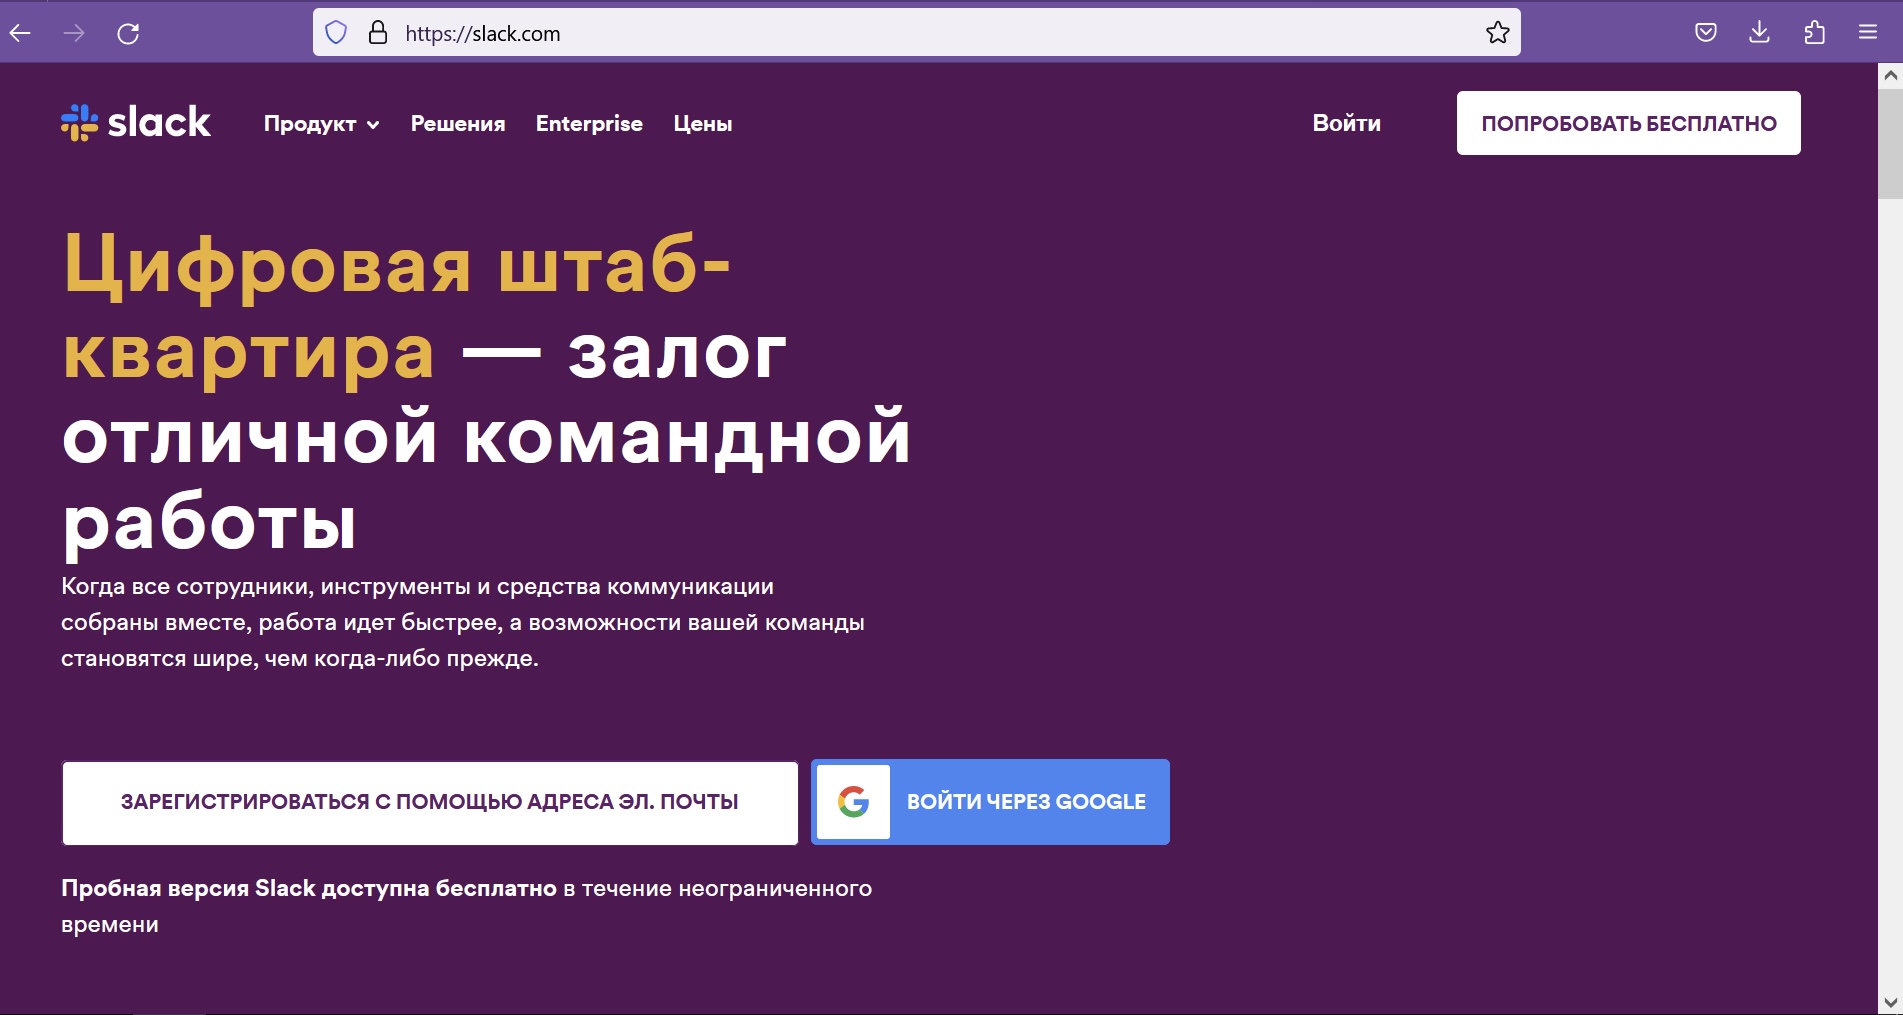 https://slack.com
slack
Продукт
Решения
Enterprise
Цены
Войти
ПОПРОБОВАТЬ БЕСПЛАТНО
Цифровая штаб-
квартира — залог
отличной командной
работы
Когда все сотрудники, инструменты и средства коммуникации
собраны вместе, работа идет быстрее, а возможности вашей команды
становятся шире, чем когда-либо прежде.
ЗАРЕГИСТРИРОВАТЬСЯ С ПОМОЩЬЮ АДРЕСА ЭЛ. ПОЧТЫ
ВОЙТИ ЧЕРЕЗ GOOGLE
Пробная версия Slack доступна бесплатно в течение неограниченного
времени